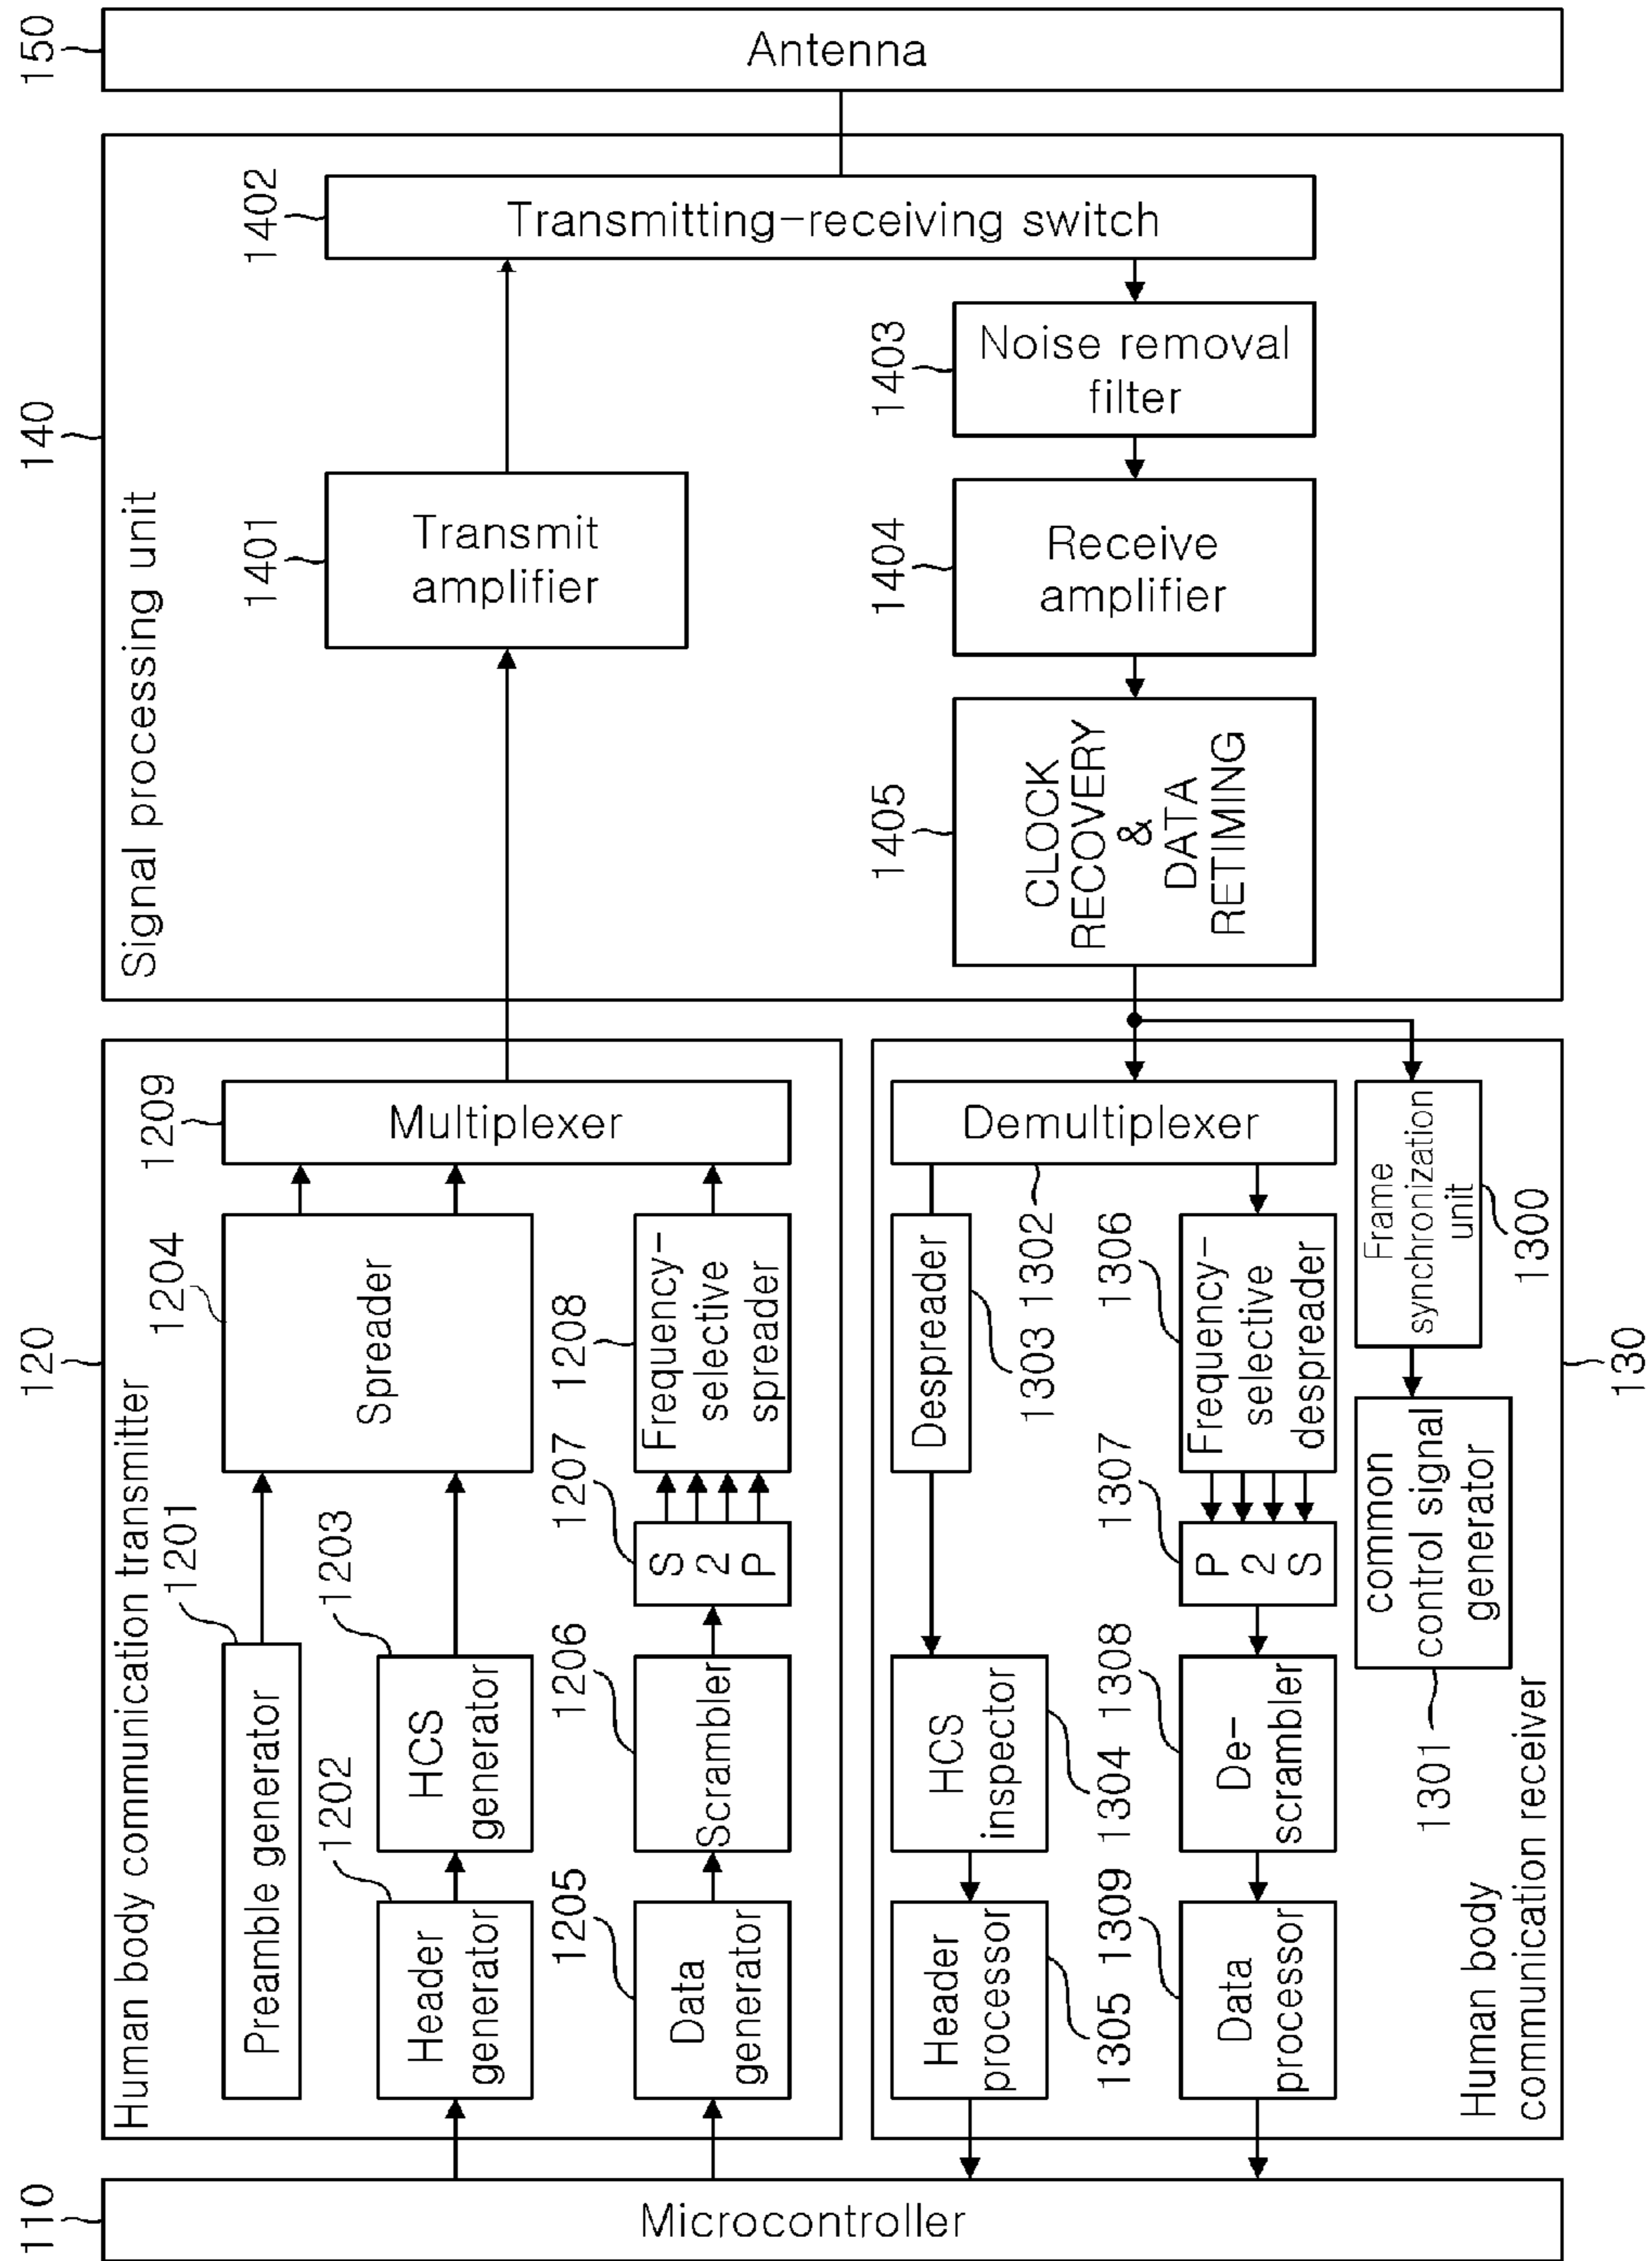 110
Microcontroller
120
Human body communication transmitter
Preamble generator
1201
Header
generator
1202
HCS
generator
1203
Spreader
1204
Data
generator
1205
Scrambler
1206
S
2
P
1207
Frequency-
selective
spreader
1208
Multiplexer
1209
130
Human body
communication receiver
Header
processor
1305
HCS
inspector
1304
Despreader
1303
Demultiplexer
1302
Data
processor
1309
De-
scrambler
1308
P
2
S
1307
Frequency-
selective
despreader
1306
common
control signal
generator
1301
Frame
synchronization
unit
1300
140
Signal processing unit
Transmit
amplifier
1401
Transmitting-receiving switch
1402
Noise removal
filter
1403
Receive
amplifier
1404
CLOCK
RECOVERY
&
DATA
RETIMING
1405
150
Antenna